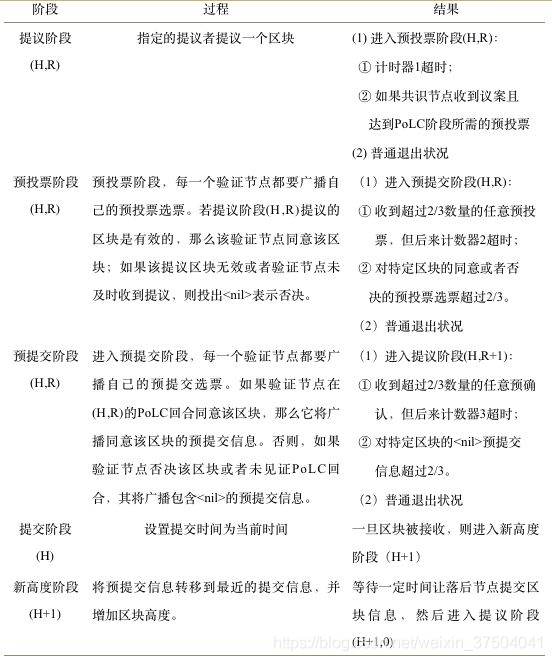 阶段 过程 结果
提议阶段 指定的提议者提议一个区块 (1) 进入预投票阶段(H,R)：
(H,R) ① 计时器1超时；
② 如果共识节点收到议案且
达到PoLC阶段所需的预投票
(2) 普通退出状况
预投票阶段 预投票阶段，每一个验证节点都要广播自 （1）进入预提交阶段(H,R)：
(H,R) 己的预投票选票。若提议阶段(H,R)提议的 ① 收到超过2/3数量的任意预投
区块是有效的，那么该验证节点同意该区 票，但后来计数器2超时；
块；如果该提议区块无效或者验证节点未 ② 对特定区块的同意或者否
及时收到提议，则投出<nil>表示否决。 决的预投票选票超过2/3。
（2）普通退出状况
预提交阶段 进入预提交阶段，每一个验证节点都要广 （1）进入提议阶段(H,R+1)：
(H,R) 播自己的预提交选票。如果验证节点在 ① 收到超过2/3数量的任意预确
(H,R)的PoLC回合同意该区块，那么它将广 认，但后来计数器3超时；
播同意该区块的预提交信息。否则，如果 ② 对特定区块的<nil>预提交
验证节点否决该区块或者未见证PoLC回 信息超过2/3。
合，其将广播包含<nil>的预提交信息。 （2）普通退出状况
提交阶段 设置提交时间为当前时间 一旦区块被接收，则进入新高度
(H) 阶段（H+1）
新高度阶段 将预提交信息转移到最近的提交信息，并 等待一定时间让落后节点提交区
(H+1) 增加区块高度。 块信息，然后进入提议阶段
(H+1,0)
https://blog.csdn.net/weixin_37504041